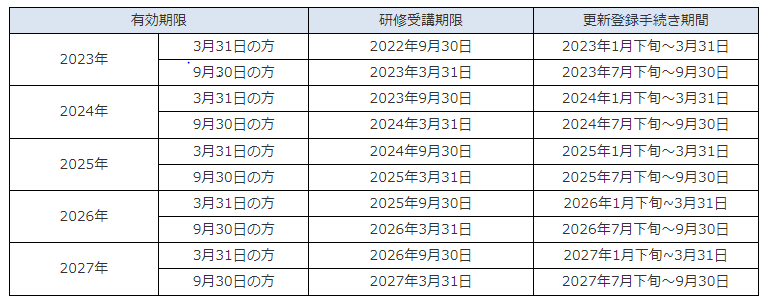 有効期限 研修受講期限 更新登録手続き期間
2023年 3月31日の方 2022年9月30日 2023年1月下旬～3月31日
9月30日の方 2023年3月31日 2023年7月下旬～9月30日
2024年 3月31日の方 2023年9月30日 2024年1月下旬～3月31日
9月30日の方 2024年3月31日 2024年7月下旬～9月30日
2025年 3月31日の方 2024年9月30日 2025年1月下旬～3月31日
9月30日の方 2025年3月31日 2025年7月下旬～9月30日
2026年 3月31日の方 2025年9月30日 2026年1月下旬~3月31日
9月30日の方 2026年3月31日 2026年7月下旬～9月30日
2027年 3月31日の方 2026年9月30日 2027年1月下旬~3月31日
9月30日の方 2027年3月31日 2027年7月下旬～9月30日